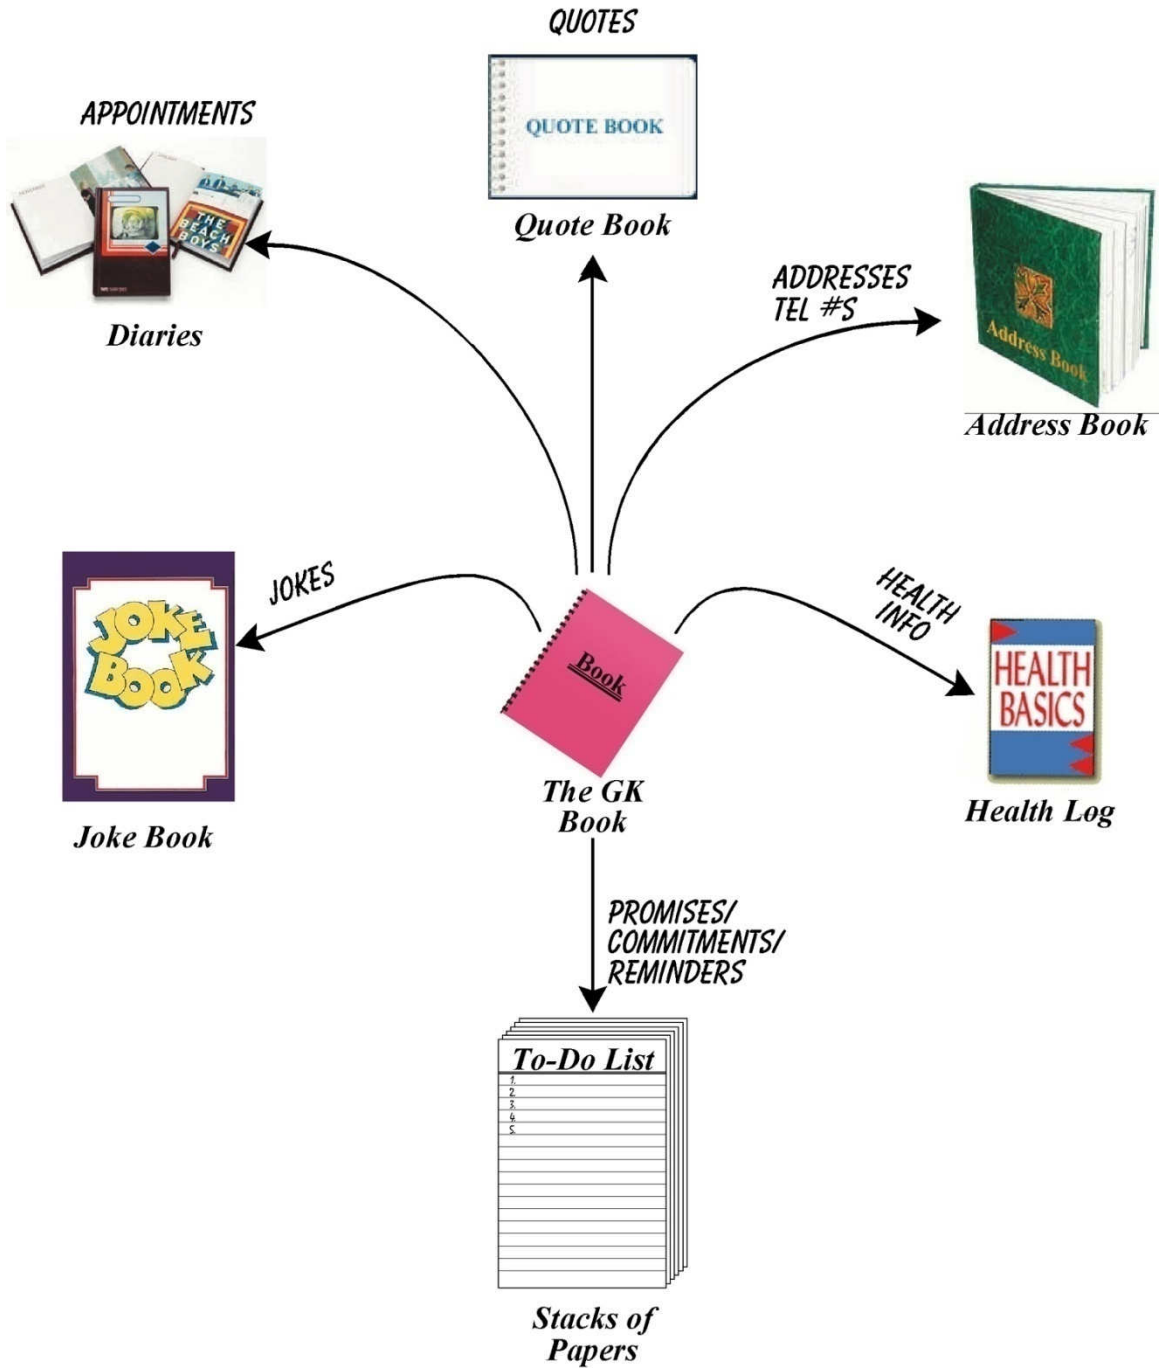 QUOTES
QUOTE BOOK
Quote Book
APPOINTMENTS
THE
BEACH
BOYS
Diaries
ADDRESSES
TEL #S
Address Book
Address Book
JOKES
JOKE
BOOK
Joke Book
Book
The GK
Book
HEALTH
INFO
HEALTH
BASICS
Health Log
PROMISES/
COMMITMENTS/
REMINDERS
To-Do List
1.
2.
3.
4.
5.
Stacks of
Papers